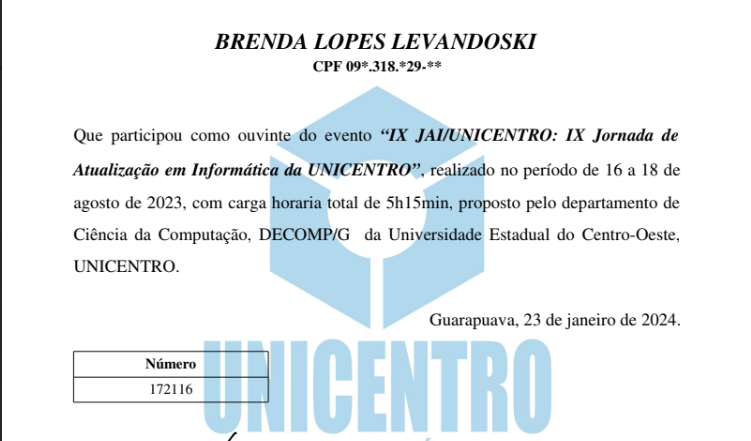 BRENDA LOPES LEVANDOSKI
CPF 09*.318.*29-**
Que participou como ouvinte do evento “IX JAI/UNICENTRO: IX Jornada de
Atualização em Informática da UNICENTRO”, realizado no período de 16 a 18 de
agosto de 2023, com carga horaria total de 5h15min, proposto pelo departamento de
Ciência da Computação, DECOMP/G da Universidade Estadual do Centro-Oeste,
UNICENTRO.
Guarapuava, 23 de janeiro de 2024.
Número
172116
UNICENTRO